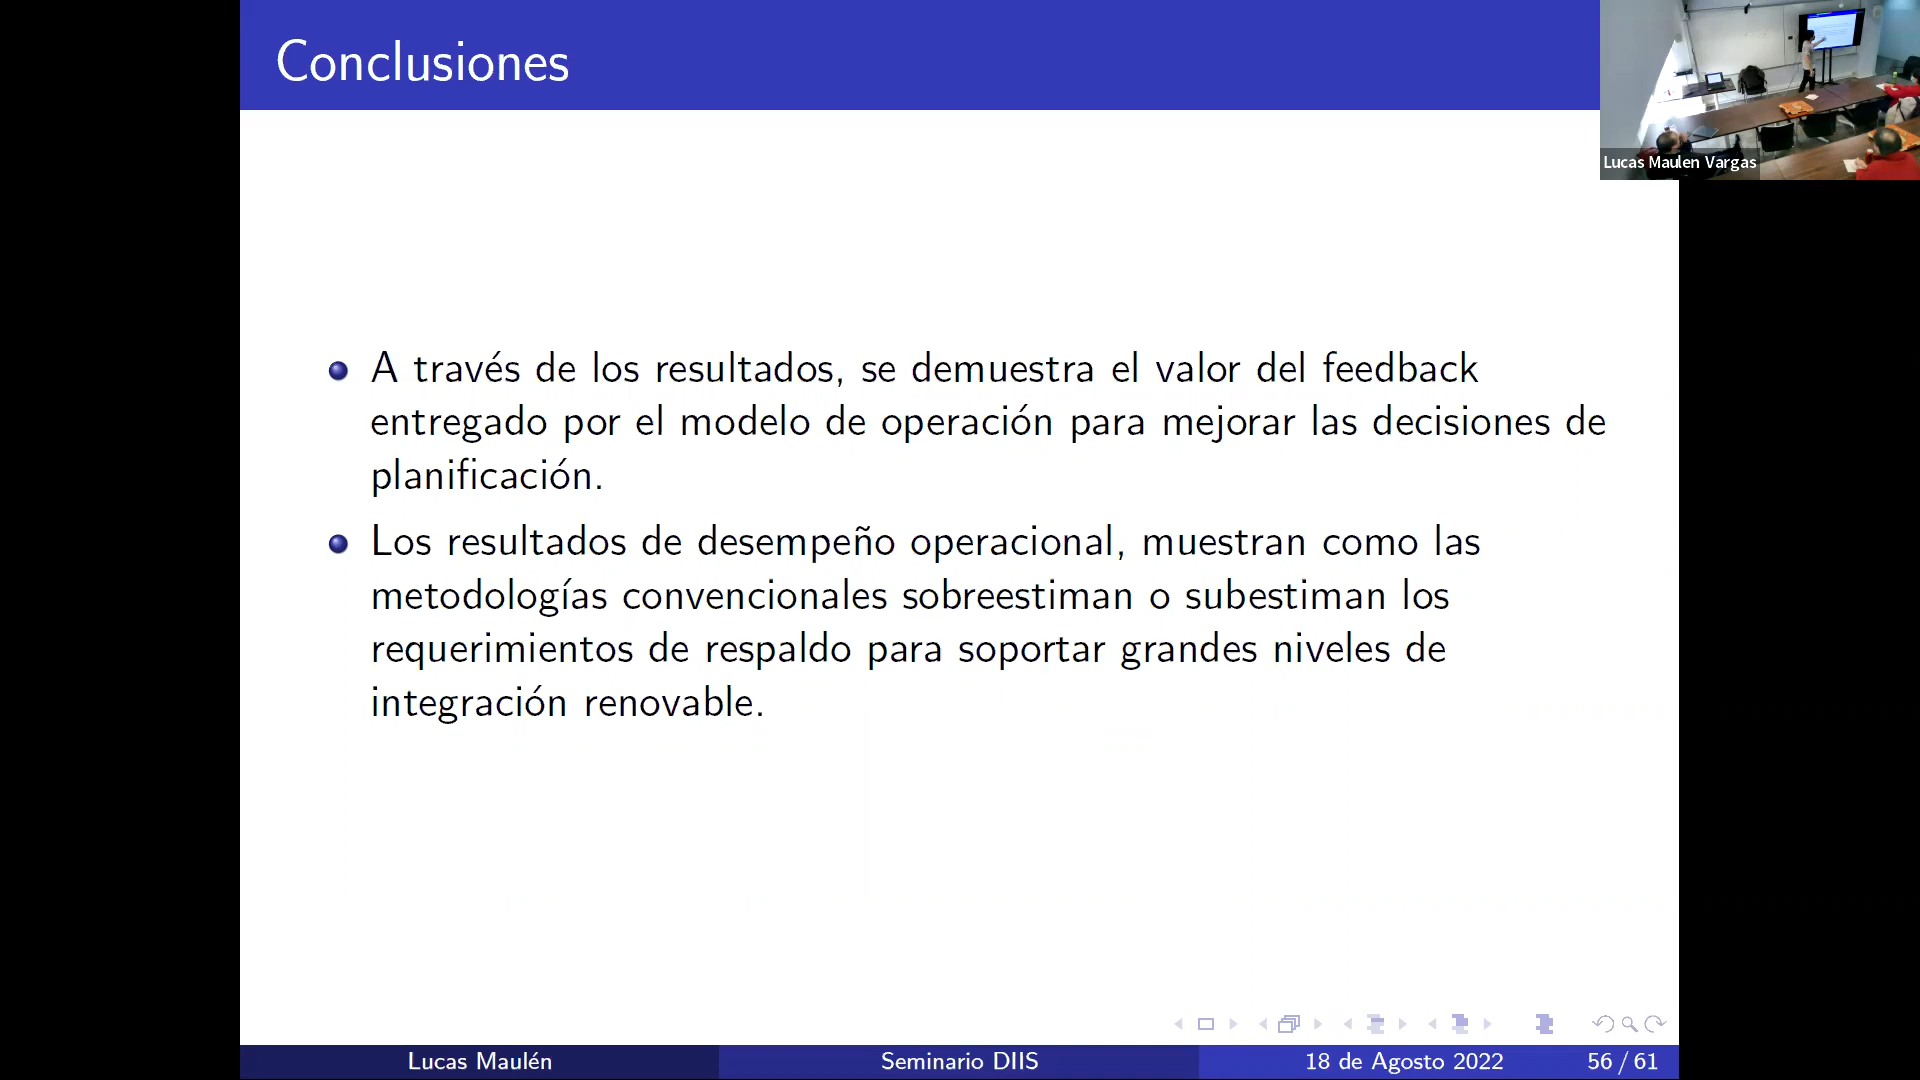 Conclusiones
Lucas Maulen Vargas
A través de los resultados, se demuestra el valor del feedback
entregado por el modelo de operación para mejorar las decisiones de
planificación.
Los resultados de desempeño operacional, muestran como las
metodologías convencionales sobreestiman o subestiman los
requerimientos de respaldo para soportar grandes niveles de
integración renovable.
Lucas Maulén
Seminario DIIS
18 de Agosto 2022
56 / 61